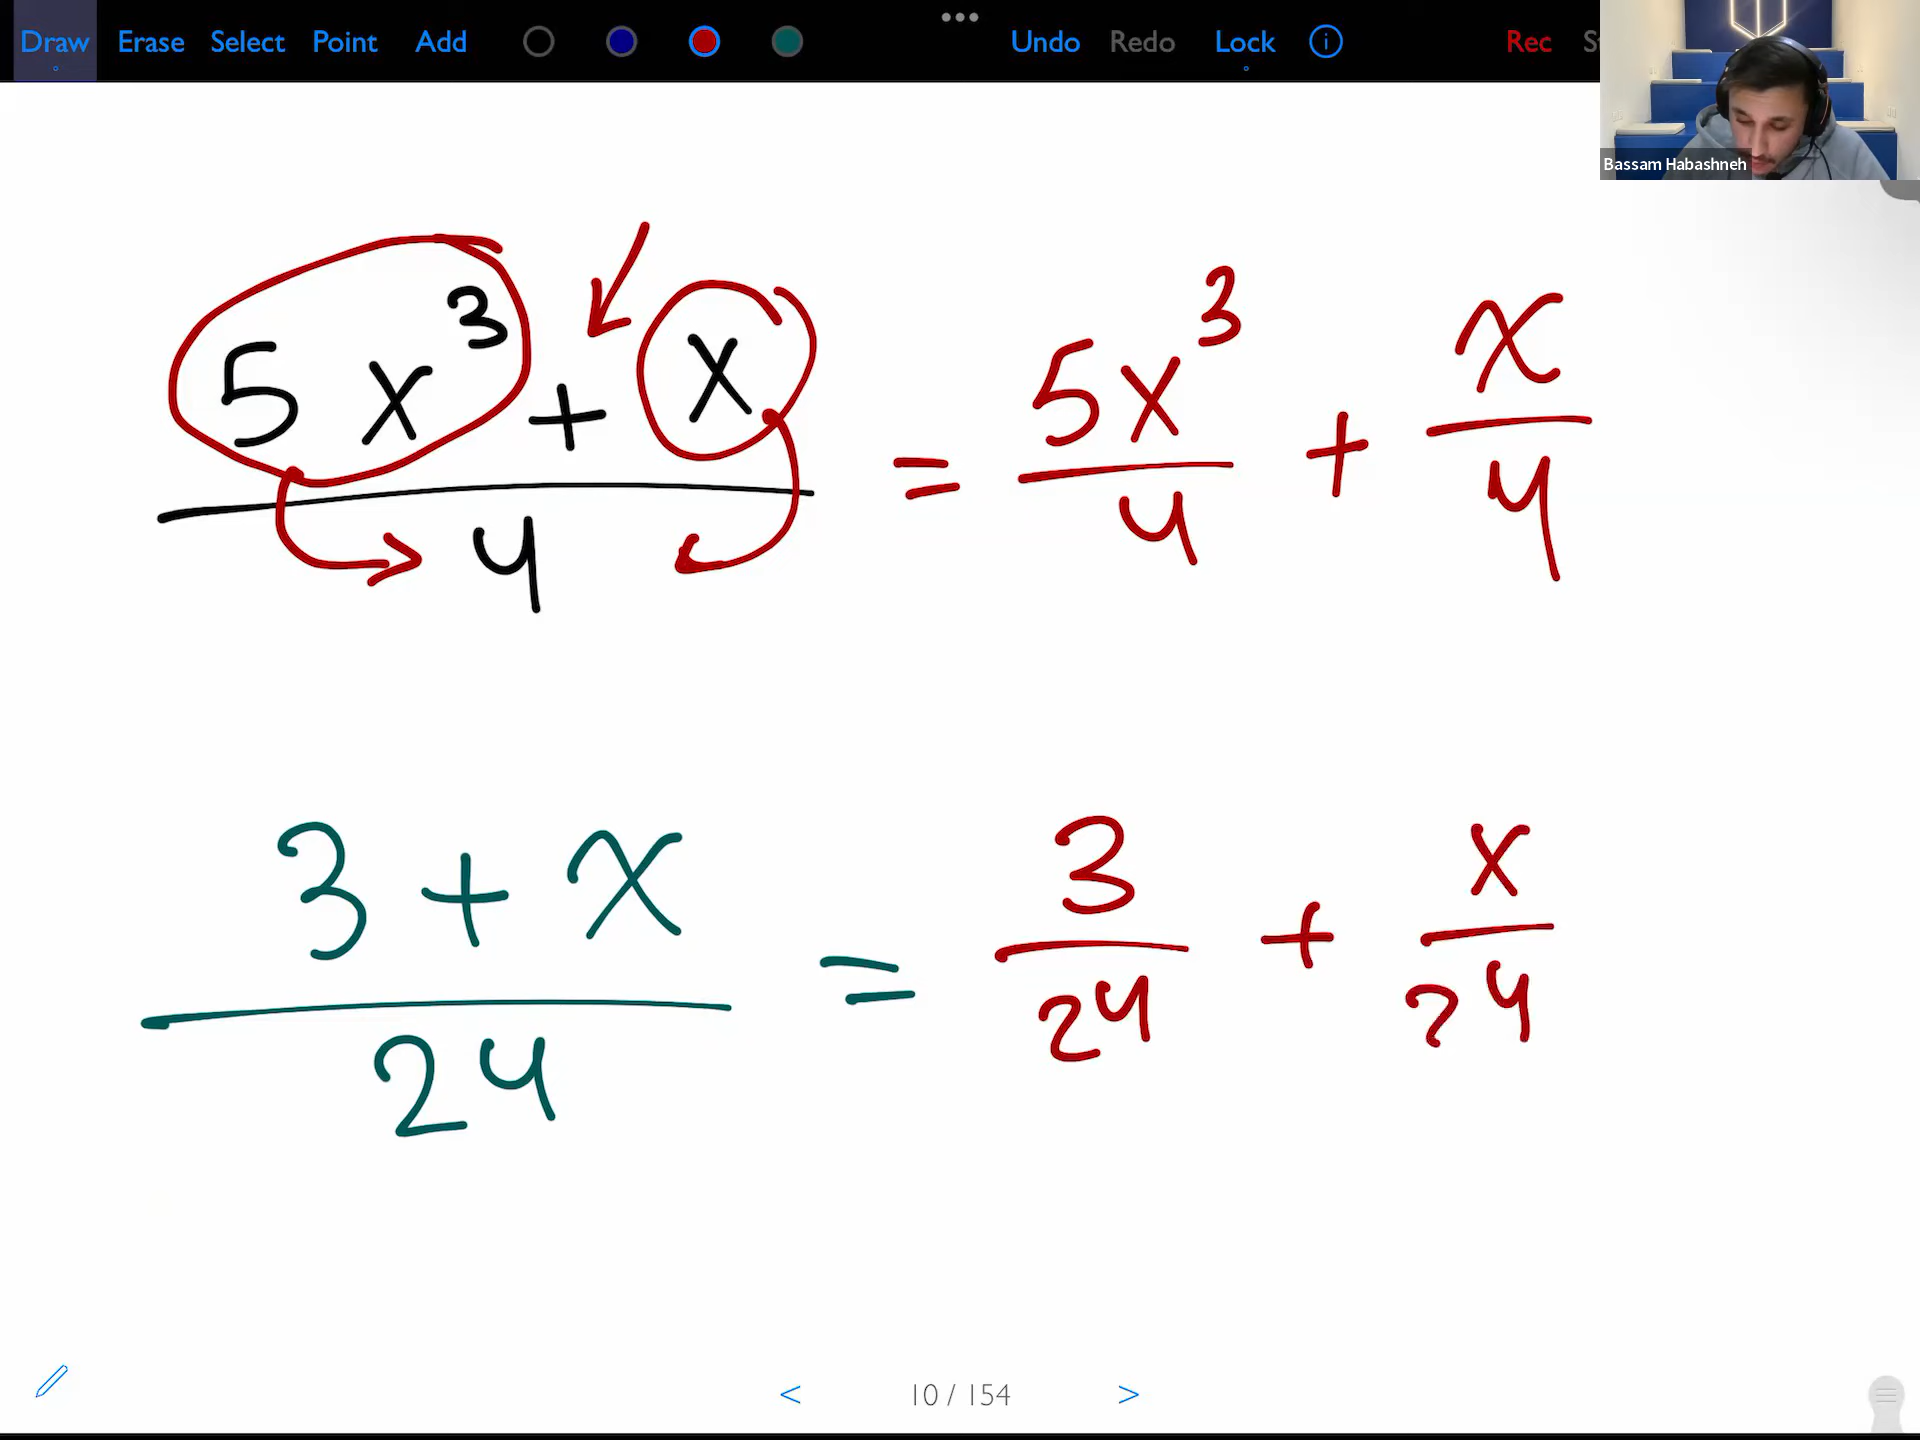 Draw Erase Select Point Add Undo Redo Lock Rec St
Bassam Habashneh
(5x³ + x)/4 = 5x³/4 + x/4
(3 + x)/24 = 3/24 + x/24
< 10 / 154 >